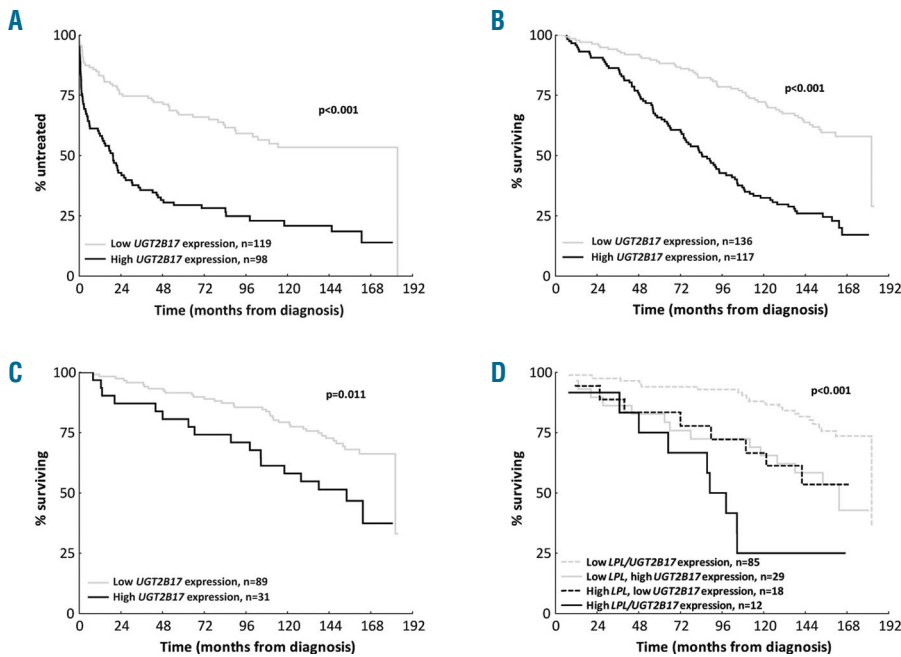 A
100
75
50
25
0
% untreated
p<0.001
Low UGT2B17 expression, n=119
High UGT2B17 expression, n=98
0 24 48 72 96 120 144 168 192
Time (months from diagnosis)
B
100
75
50
25
0
% surviving
p<0.001
Low UGT2B17 expression, n=136
High UGT2B17 expression, n=117
0 24 48 72 96 120 144 168 192
Time (months from diagnosis)
C
100
75
50
25
0
% surviving
p=0.011
Low UGT2B17 expression, n=89
High UGT2B17 expression, n=31
0 24 48 72 96 120 144 168 192
Time (months from diagnosis)
D
100
75
50
25
0
% surviving
p<0.001
Low LPL/UGT2B17 expression, n=85
Low LPL, high UGT2B17 expression, n=29
High LPL, low UGT2B17 expression, n=18
High LPL/UGT2B17 expression, n=12
0 24 48 72 96 120 144 168 192
Time (months from diagnosis)